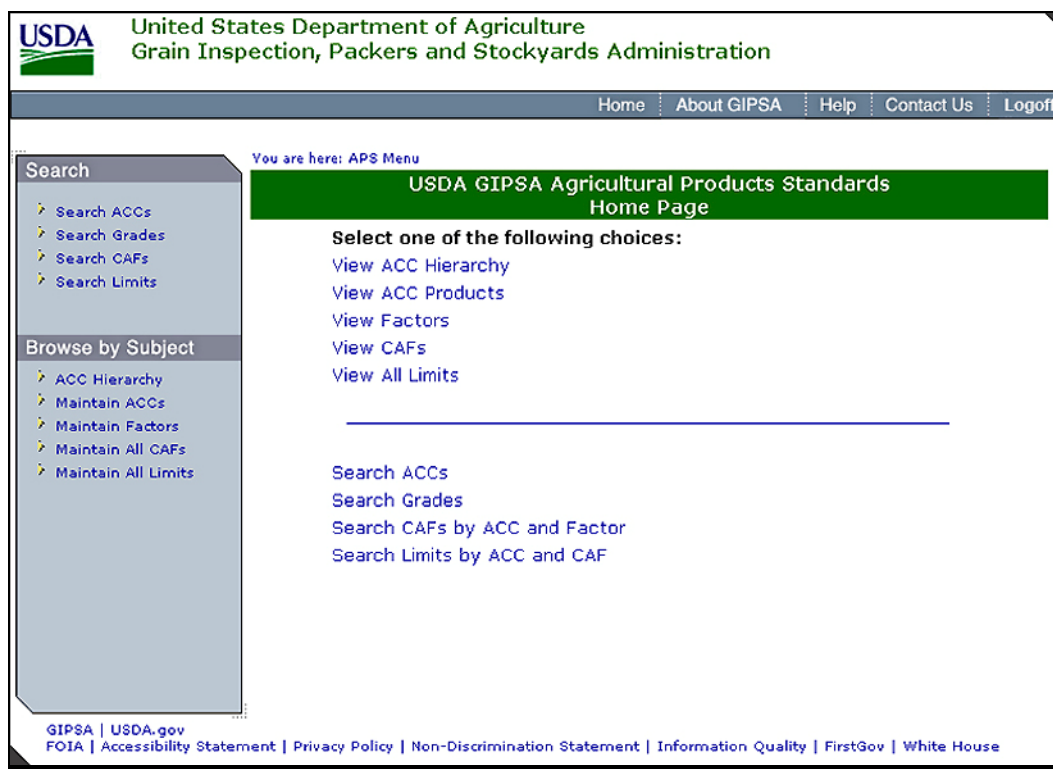 USDA
United States Department of Agriculture
Grain Inspection, Packers and Stockyards Administration
Home About GIPSA Help Contact Us Logoff
Search
Search ACCs
Search Grades
Search CAFs
Search Limits
Browse by Subject
ACC Hierarchy
Maintain ACCs
Maintain Factors
Maintain All CAFs
Maintain All Limits
You are here: APS Menu
USDA GIPSA Agricultural Products Standards
Home Page
Select one of the following choices:
View ACC Hierarchy
View ACC Products
View Factors
View CAFs
View All Limits
Search ACCs
Search Grades
Search CAFs by ACC and Factor
Search Limits by ACC and CAF
GIPSA | USDA.gov
FOIA | Accessibility Statement | Privacy Policy | Non-Discrimination Statement | Information Quality | FirstGov | White House